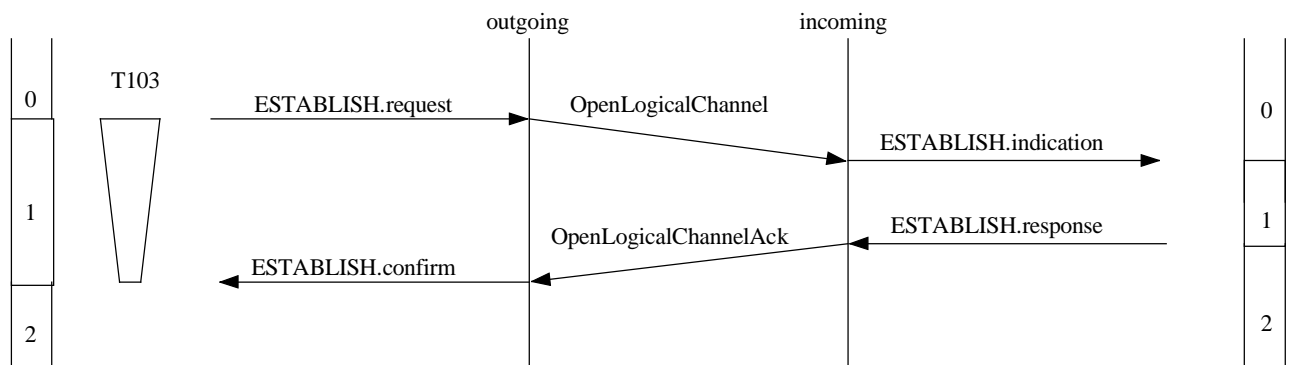 outgoing
incoming
T103
0
ESTABLISH.request
OpenLogicalChannel
0
ESTABLISH.indication
1
ESTABLISH.response
1
OpenLogicalChannelAck
ESTABLISH.confirm
2
2